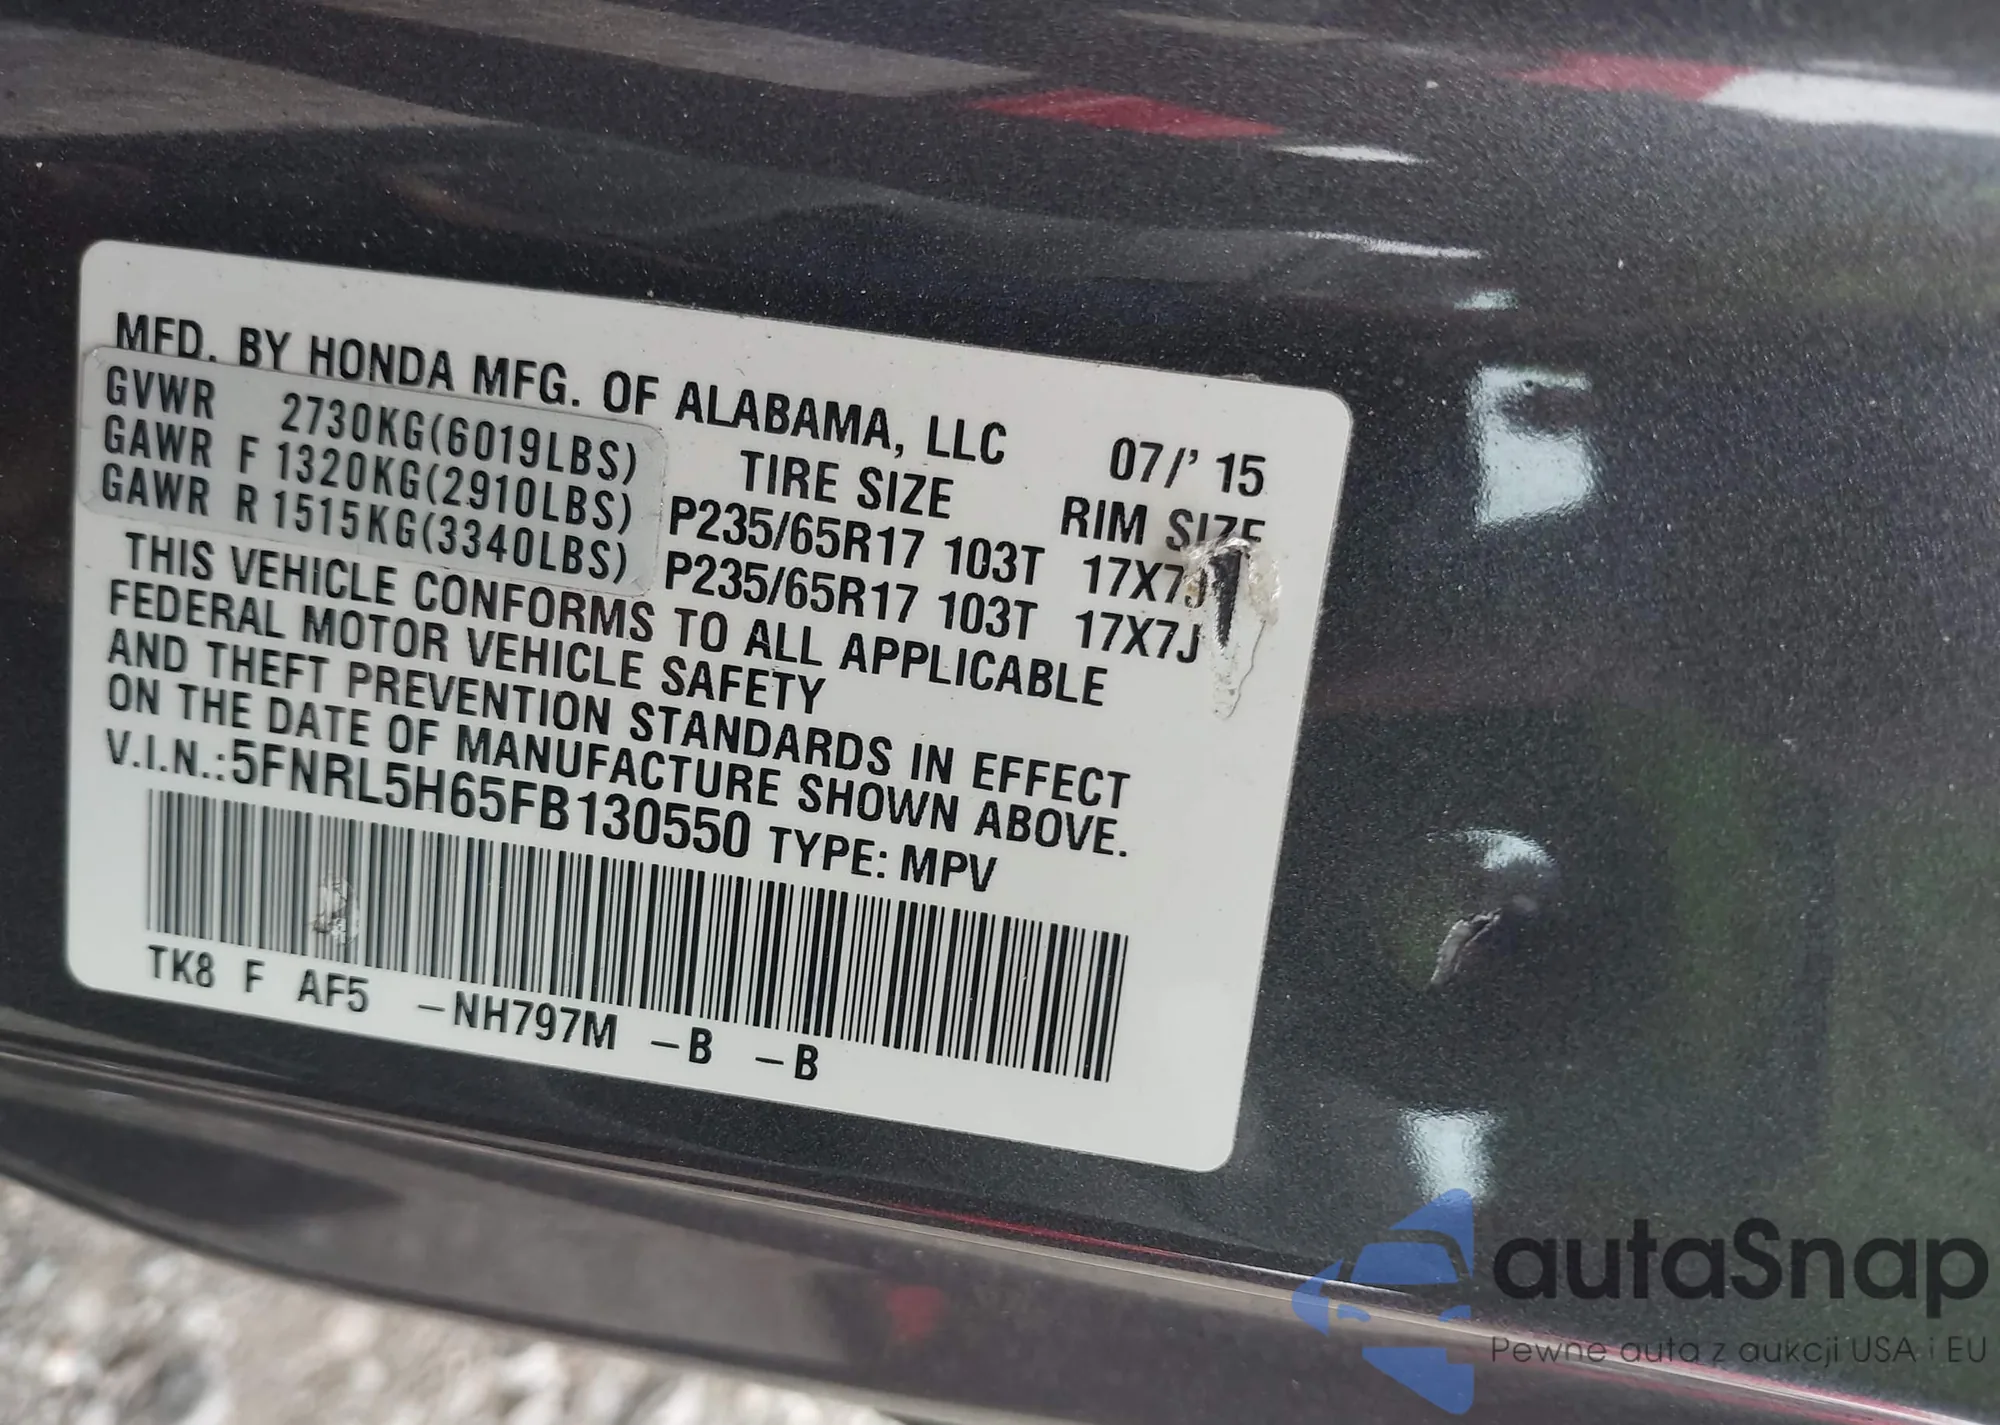 MFD. BY HONDA MFG. OF ALABAMA, LLC 07/' 15
GVWR 2730KG(6019LBS) TIRE SIZE RIM SIZE
GAWR F 1320KG(2910LBS) P235/65R17 103T 17X7J
GAWR R 1515KG(3340LBS) P235/65R17 103T 17X7J
THIS VEHICLE CONFORMS TO ALL APPLICABLE
FEDERAL MOTOR VEHICLE SAFETY
AND THEFT PREVENTION STANDARDS IN EFFECT
ON THE DATE OF MANUFACTURE SHOWN ABOVE.
V.I.N.:5FNRL5H65FB130550 TYPE: MPV
TK8 F AF5 -NH797M -B -B
autaSnap
Pewne auta z aukcji USA i EU